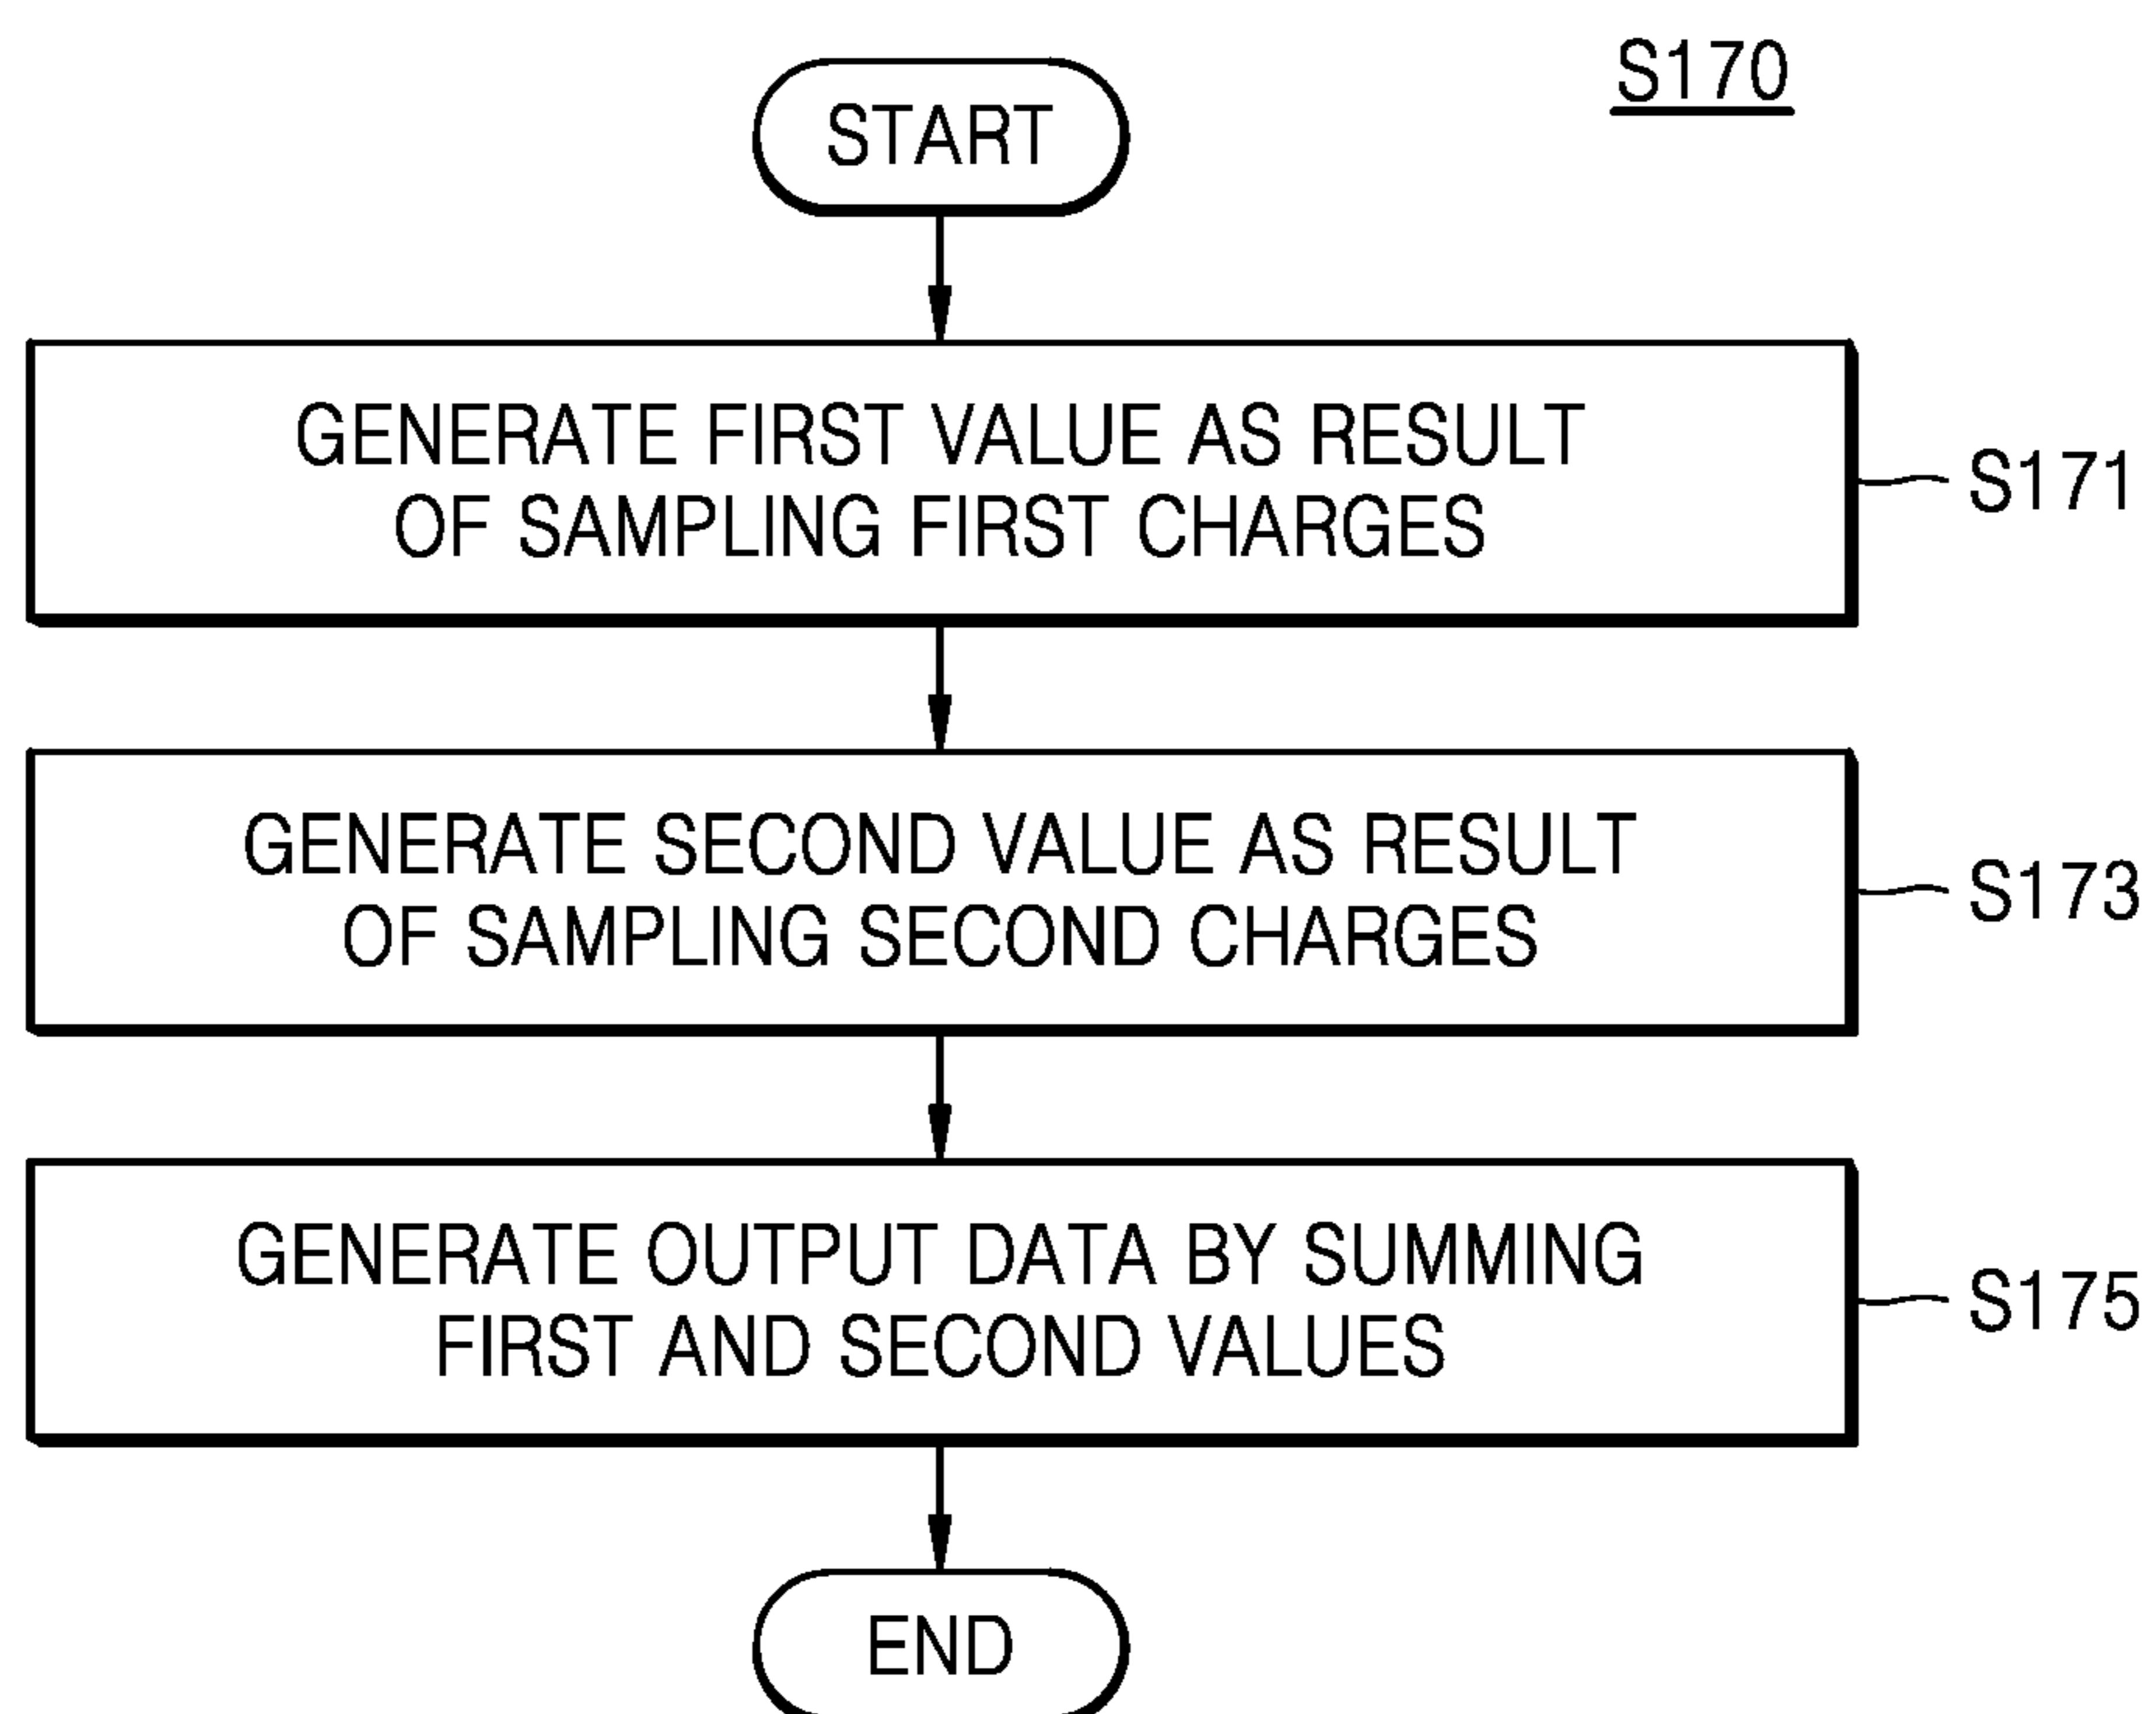 S170
START
GENERATE FIRST VALUE AS RESULT
OF SAMPLING FIRST CHARGES
S171
GENERATE SECOND VALUE AS RESULT
OF SAMPLING SECOND CHARGES
S173
GENERATE OUTPUT DATA BY SUMMING
FIRST AND SECOND VALUES
S175
END